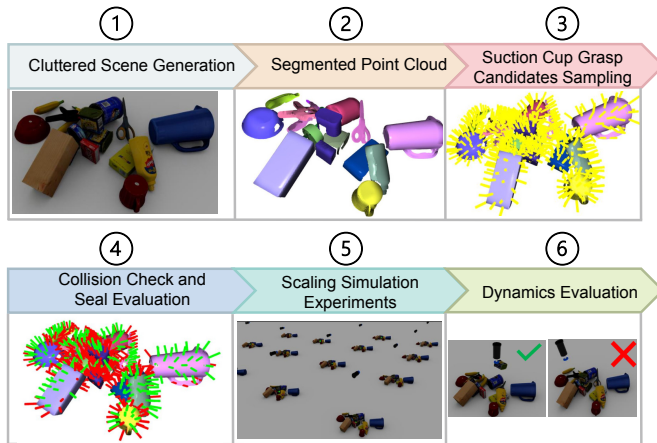 1
2
3
Cluttered Scene Generation
Segmented Point Cloud
Suction Cup Grasp
Candidates Sampling
4
5
6
Collision Check and
Seal Evaluation
Scaling Simulation
Experiments
Dynamics Evaluation